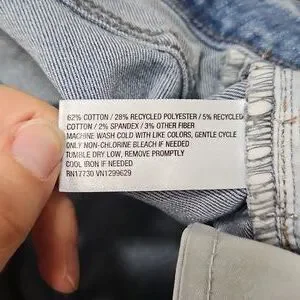 62% COTTON / 28% RECYCLED POLYESTER / 5% RECYCLED
COTTON / 2% SPANDEX / 3% OTHER FIBER
MACHINE WASH COLD WITH LIKE COLORS, GENTLE CYCLE
ONLY NON-CHLORINE BLEACH IF NEEDED
TUMBLE DRY LOW, REMOVE PROMPTLY
COOL IRON IF NEEDED
RN17730 VN1299629